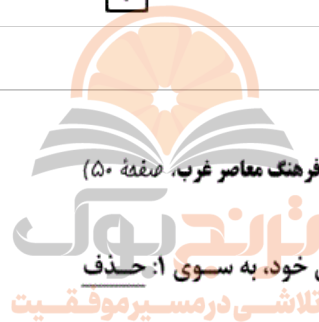 فرهنگ معاصر غرب، صفحهٔ ۵۰)
ترنج بوک
خود، به سوی ۱: حذف
تلاشی در مسیر موفقیت